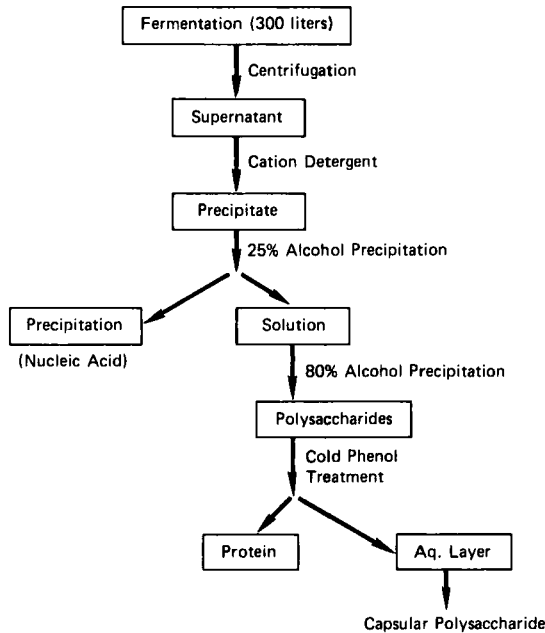 Fermentation (300 liters)
Centrifugation
Supernatant
Cation Detergent
Precipitate
25% Alcohol Precipitation
Precipitation
(Nucleic Acid)
Solution
80% Alcohol Precipitation
Polysaccharides
Cold Phenol
Treatment
Protein
Aq. Layer
Capsular Polysaccharide